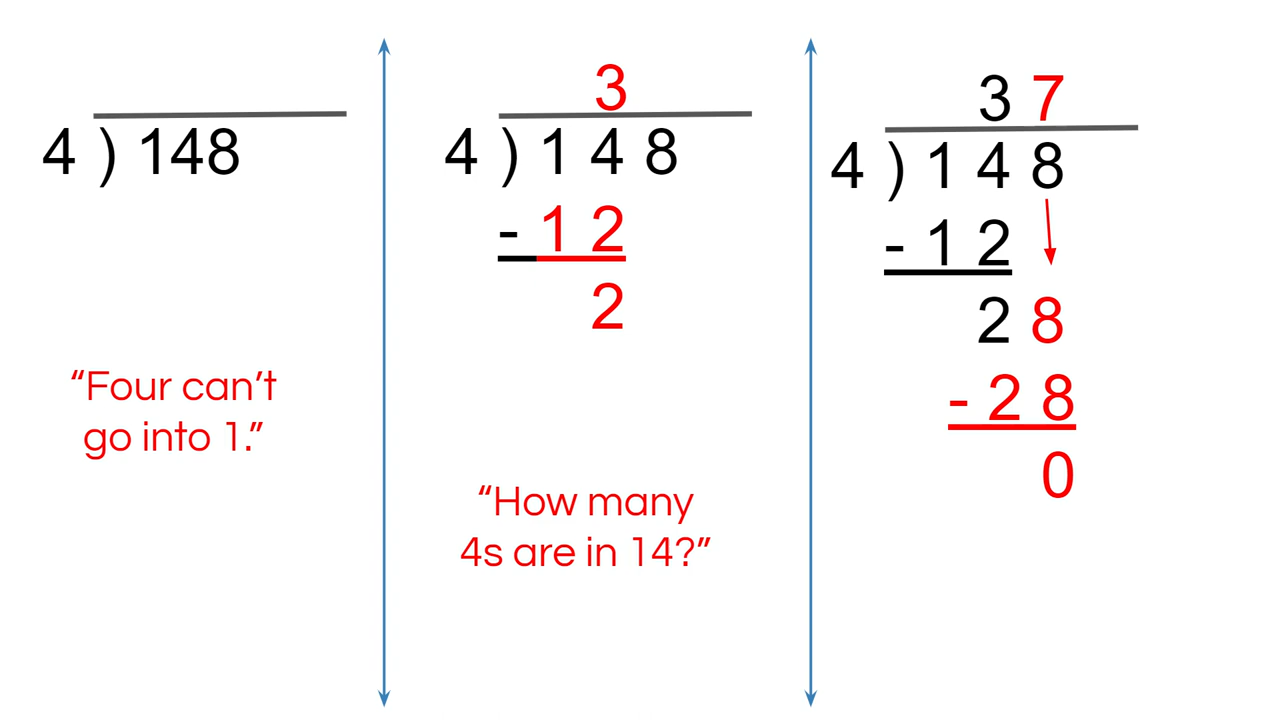 4 ) 148
“Four can’t
go into 1.”
3
4 ) 1 4 8
- 1 2
2
“How many
4s are in 14?”
3 7
4 ) 1 4 8
- 1 2
2 8
- 2 8
0